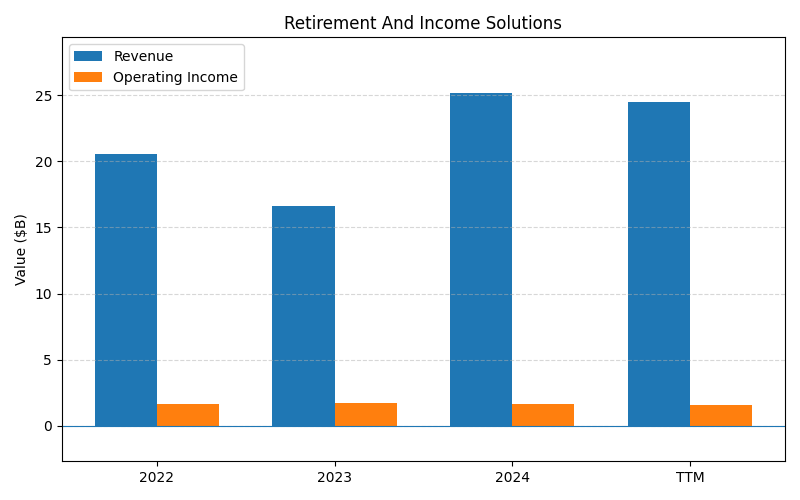 Retirement And Income Solutions
Revenue
Operating Income
Value ($B)
25
20
15
10
5
0
2022
2023
2024
TTM